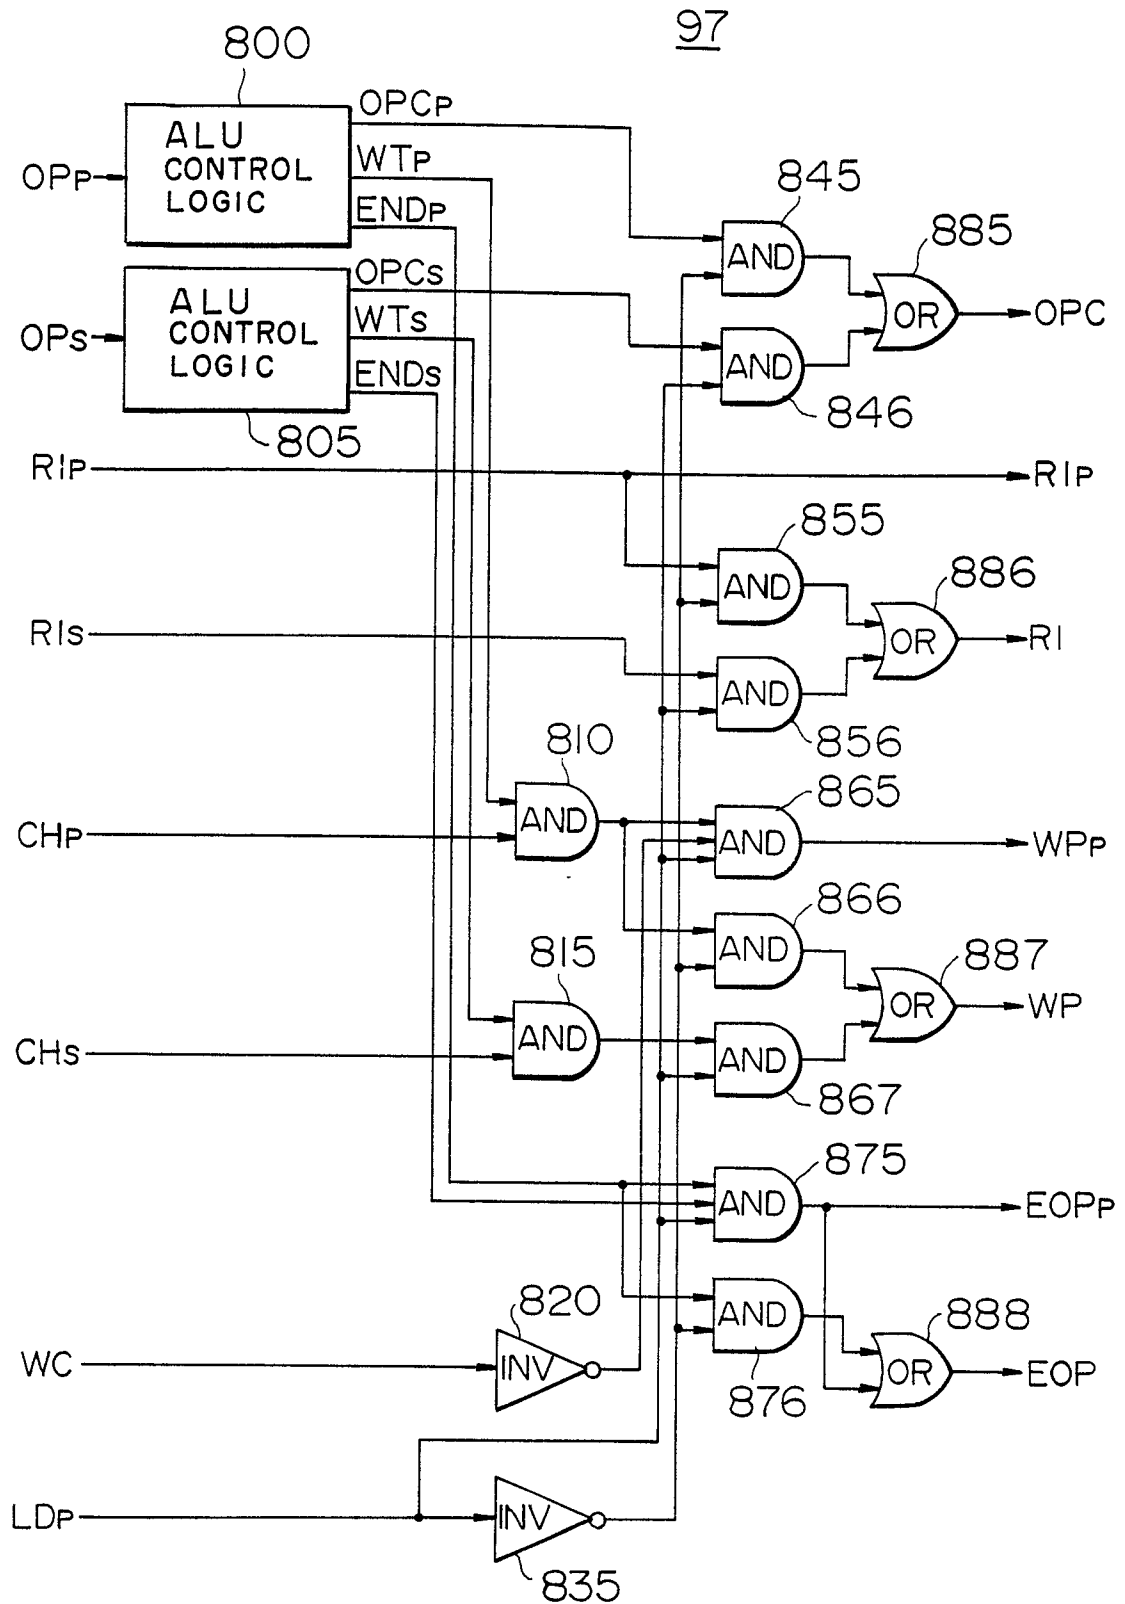 97
800
OPCP
ALU
CONTROL
LOGIC
WTP
OPP
ENDP
845
885
AND
OPCS
OR
OPC
ALU
CONTROL
LOGIC
WTS
OPS
AND
ENDS
846
805
RIP
RIP
855
AND
886
RIS
OR
RI
AND
856
810
865
AND
CHP
AND
WPP
866
AND
815
887
OR
WP
AND
CHS
AND
867
875
AND
EOPP
820
AND
888
WC
INV
OR
EOP
876
LDP
INV
835